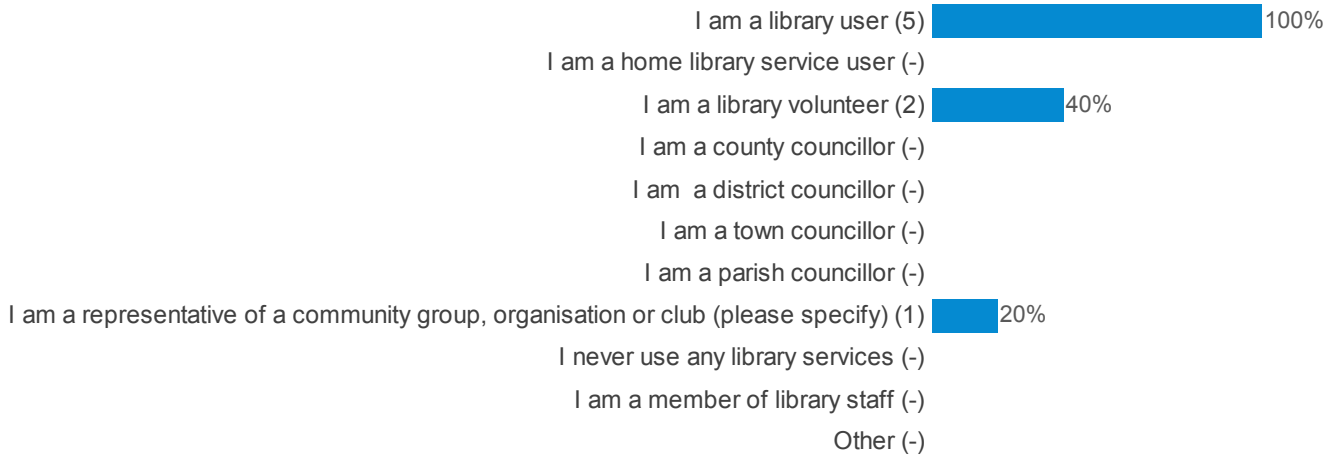 I am a library user (5) 100%
I am a home library service user (-)
I am a library volunteer (2) 40%
I am a county councillor (-)
I am  a district councillor (-)
I am a town councillor (-)
I am a parish councillor (-)
I am a representative of a community group, organisation or club (please specify) (1) 20%
I never use any library services (-)
I am a member of library staff (-)
Other (-)